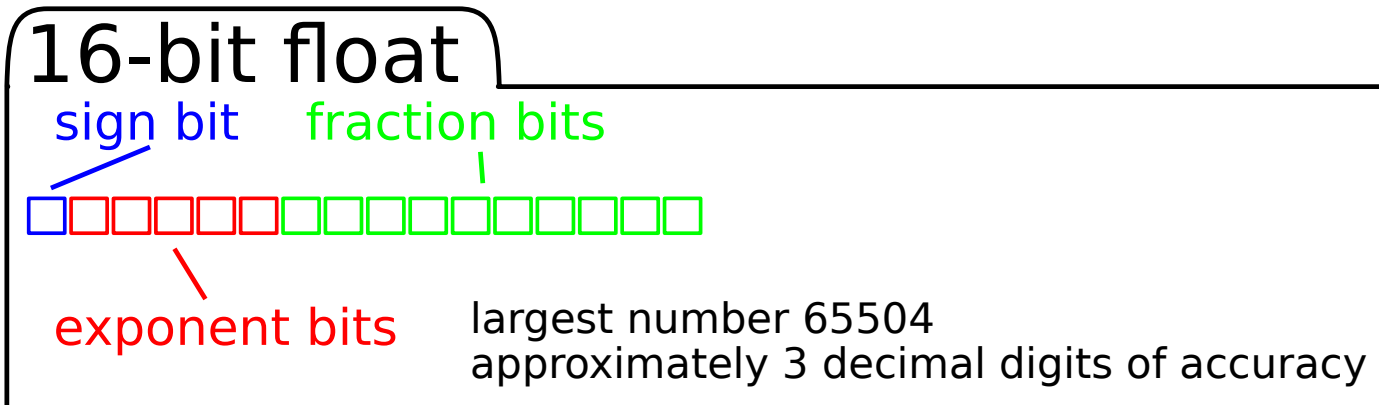 16-bit float
sign bit fraction bits
exponent bits
largest number 65504
approximately 3 decimal digits of accuracy